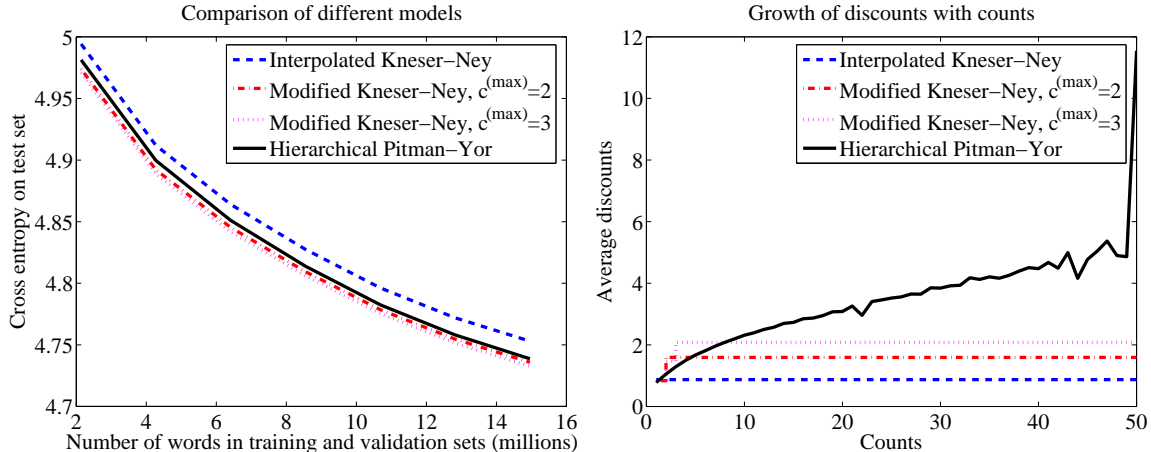 Comparison of different models
5
4.95
4.9
4.85
4.8
4.75
4.7
Cross entropy on test set
Interpolated Kneser−Ney
Modified Kneser−Ney, c^(max)=2
Modified Kneser−Ney, c^(max)=3
Hierarchical Pitman−Yor
2 4 6 8 10 12 14 16
Number of words in training and validation sets (millions)
Growth of discounts with counts
12
10
8
6
4
2
0
Average discounts
Interpolated Kneser−Ney
Modified Kneser−Ney, c^(max)=2
Modified Kneser−Ney, c^(max)=3
Hierarchical Pitman−Yor
0 10 20 30 40 50
Counts